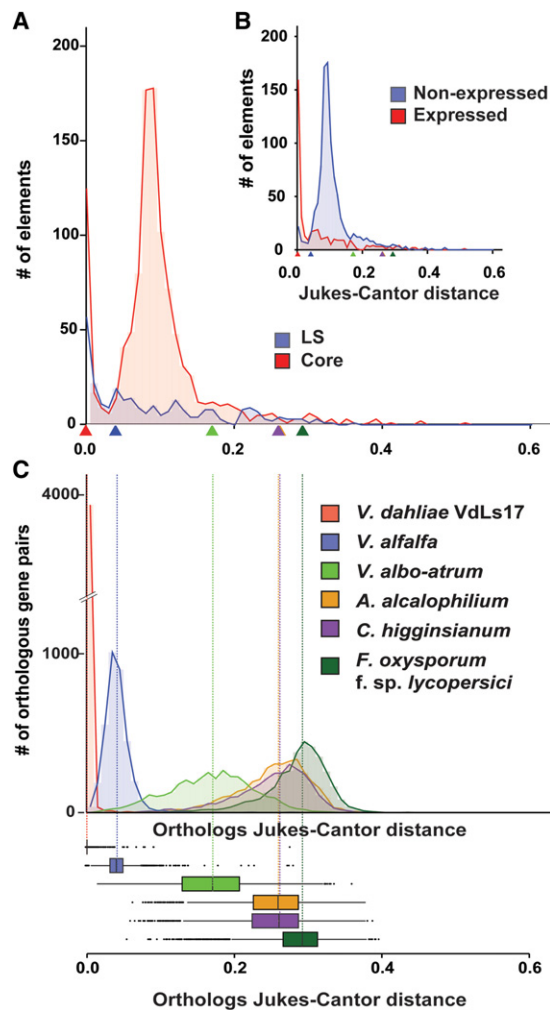 A
B
200
150
100
50
0
# of elements
0.0
0.2
0.4
0.6
LS
Core
200
150
100
50
0
# of elements
Non-expressed
Expressed
0.0
0.2
0.4
0.6
Jukes-Cantor distance
C
4000
1000
0
# of orthologous gene pairs
V. dahliae VdLs17
V. alfalfa
V. albo-atrum
A. alcalophilium
C. higginsianum
F. oxysporum
f. sp. lycopersici
Orthologs Jukes-Cantor distance
0.0
0.2
0.4
0.6
Orthologs Jukes-Cantor distance